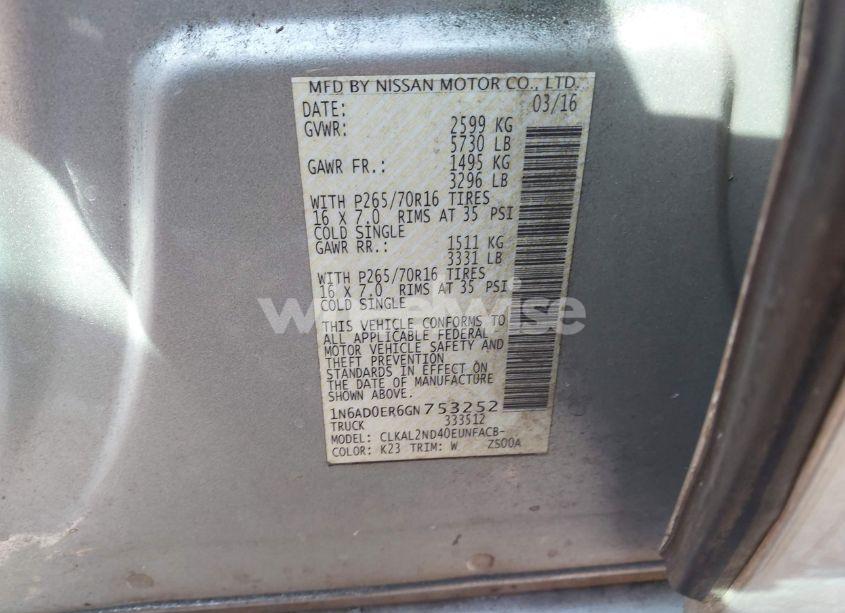 MFD BY NISSAN MOTOR CO., LTD.
DATE: 03/16
GVWR: 2599 KG
5730 LB
GAWR FR.: 1495 KG
3296 LB
WITH P265/70R16 TIRES
16 X 7.0 RIMS AT 35 PSI
COLD SINGLE
GAWR RR.: 1511 KG
3331 LB
WITH P265/70R16 TIRES
16 X 7.0 RIMS AT 35 PSI
COLD SINGLE
THIS VEHICLE CONFORMS TO
ALL APPLICABLE FEDERAL
MOTOR VEHICLE SAFETY AND
THEFT PREVENTION
STANDARDS IN EFFECT ON
THE DATE OF MANUFACTURE
SHOWN ABOVE.
1N6AD0ER6GN753252
TRUCK 333512
MODEL: CLKAL2ND40EUNFACB-
COLOR: K23 TRIM: W ZS00A